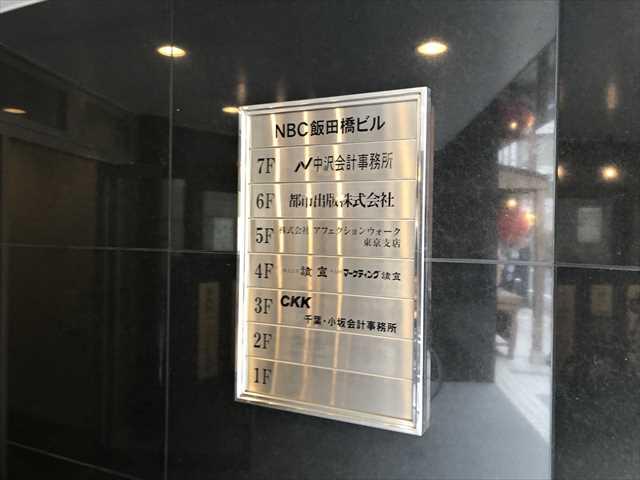 NBC飯田橋ビル
7F 中沢会計事務所
6F 都市出版株式会社
5F 株式会社 アフェクションウォーク
東京支店
4F 讀宣 マーケティング讀宣
3F CKK
千葉・小坂会計事務所
2F
1F